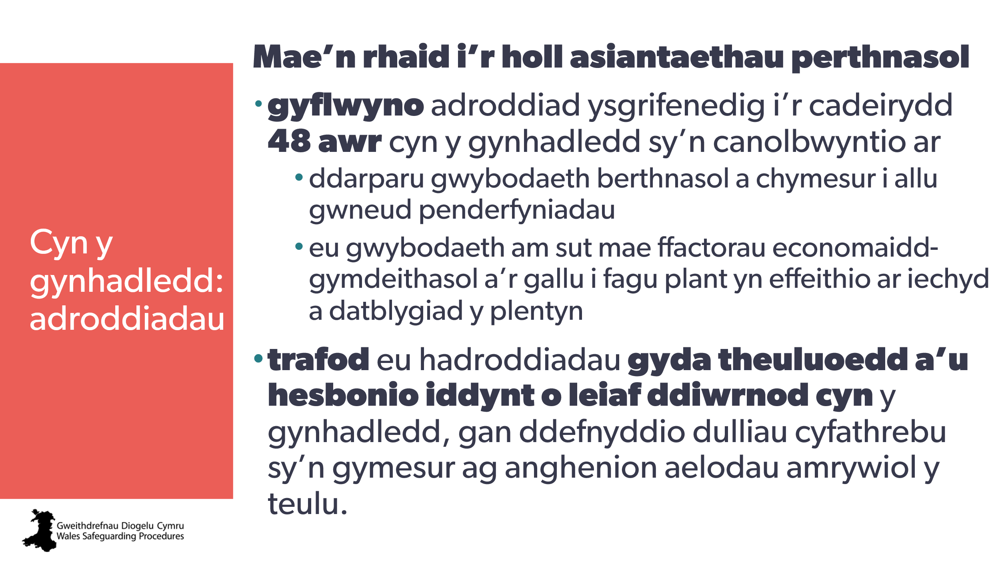 Cyn y
gynhadledd:
adroddiadau
Mae’n rhaid i’r holl asiantaethau perthnasol
• gyflwyno adroddiad ysgrifenedig i’r cadeirydd
48 awr cyn y gynhadledd sy’n canolbwyntio ar
• ddarparu gwybodaeth berthnasol a chymesur i allu
gwneud penderfyniadau
• eu gwybodaeth am sut mae ffactorau economaidd-
gymdeithasol a’r gallu i fagu plant yn effeithio ar iechyd
a datblygiad y plentyn
• trafod eu hadroddiadau gyda theuluoedd a’u
hesbonio iddynt o leiaf ddiwrnod cyn y
gynhadledd, gan ddefnyddio dulliau cyfathrebu
sy’n gymesur ag anghenion aelodau amrywiol y
teulu.
Gweithdrefnau Diogelu Cymru
Wales Safeguarding Procedures